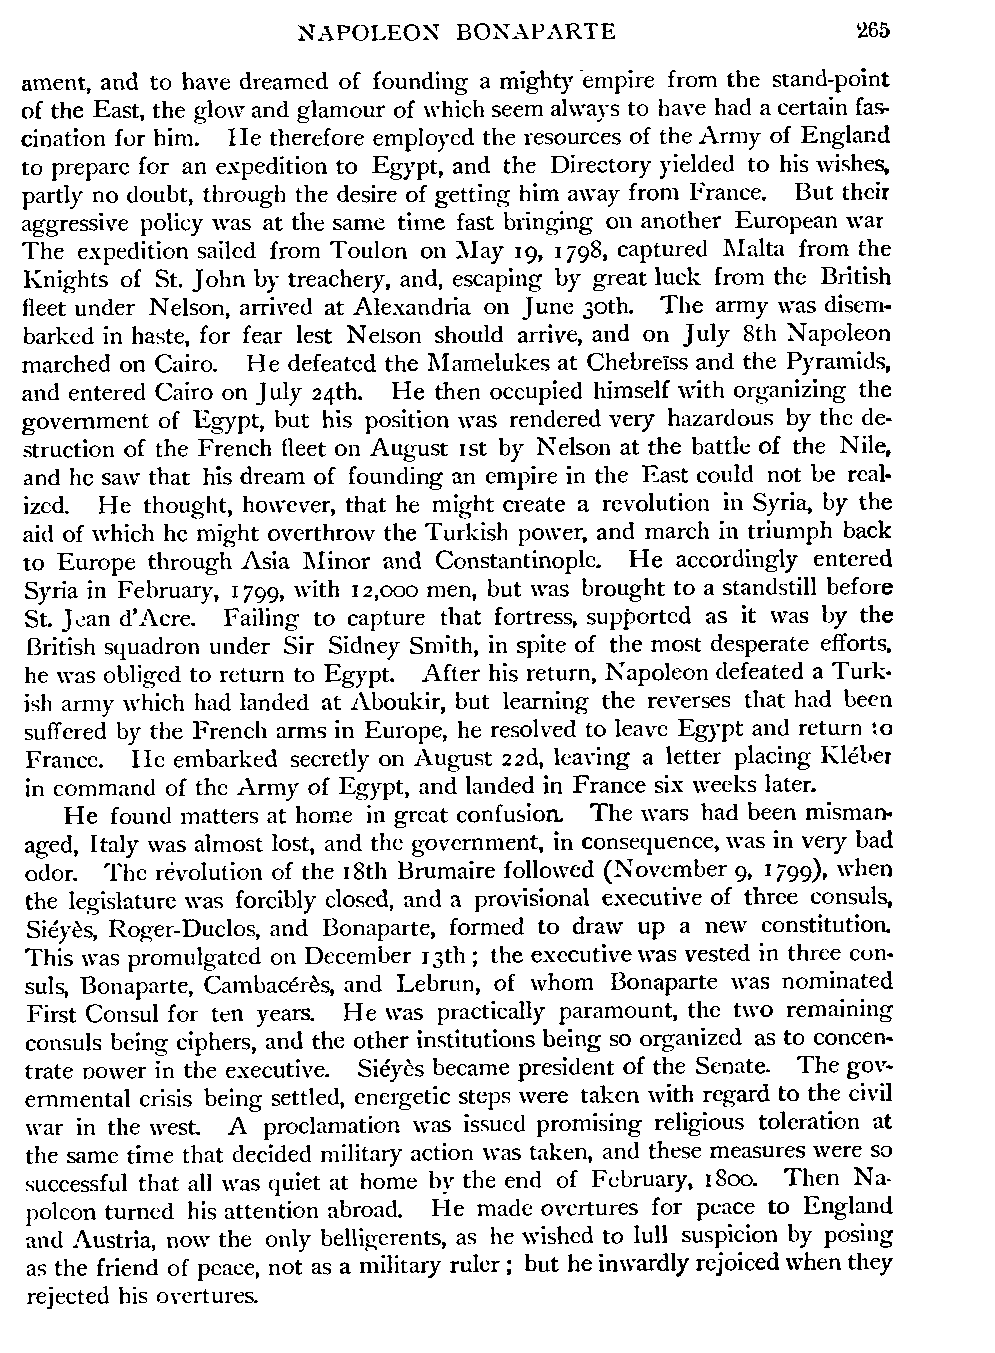 NAPOLEON BONAPARTE 265
ament, and to have dreamed of founding a mighty empire from the stand-point
of the East, the glow and glamour of which seem always to have had a certain fas-
cination for him. He therefore employed the resources of the Army of England
to prepare for an expedition to Egypt, and the Directory yielded to his wishes,
partly no doubt, through the desire of getting him away from France. But their
aggressive policy was at the same time fast bringing on another European war
The expedition sailed from Toulon on May 19, 1798, captured Malta from the
Knights of St. John by treachery, and, escaping by great luck from the British
fleet under Nelson, arrived at Alexandria on June 30th. The army was disem-
barked in haste, for fear lest Nelson should arrive, and on July 8th Napoleon
marched on Cairo. He defeated the Mamelukes at Chebreïss and the Pyramids,
and entered Cairo on July 24th. He then occupied himself with organizing the
government of Egypt, but his position was rendered very hazardous by the de-
struction of the French fleet on August 1st by Nelson at the battle of the Nile,
and he saw that his dream of founding an empire in the East could not be real-
ized. He thought, however, that he might create a revolution in Syria, by the
aid of which he might overthrow the Turkish power, and march in triumph back
to Europe through Asia Minor and Constantinople. He accordingly entered
Syria in February, 1799, with 12,000 men, but was brought to a standstill before
St. Jean d'Acre. Failing to capture that fortress, supported as it was by the
British squadron under Sir Sidney Smith, in spite of the most desperate efforts,
he was obliged to return to Egypt. After his return, Napoleon defeated a Turk-
ish army which had landed at Aboukir, but learning the reverses that had been
suffered by the French arms in Europe, he resolved to leave Egypt and return to
France. He embarked secretly on August 22d, leaving a letter placing Kléber
in command of the Army of Egypt, and landed in France six weeks later.
He found matters at home in great confusion. The wars had been misman-
aged, Italy was almost lost, and the government, in consequence, was in very bad
odor. The révolution of the 18th Brumaire followed (November 9, 1799), when
the legislature was forcibly closed, and a provisional executive of three consuls,
Siéyès, Roger-Duclos, and Bonaparte, formed to draw up a new constitution.
This was promulgated on December 13th; the executive was vested in three con-
suls, Bonaparte, Cambacérès, and Lebrun, of whom Bonaparte was nominated
First Consul for ten years. He was practically paramount, the two remaining
consuls being ciphers, and the other institutions being so organized as to concen-
trate power in the executive. Siéyès became president of the Senate. The gov-
ernmental crisis being settled, energetic steps were taken with regard to the civil
war in the west. A proclamation was issued promising religious toleration at
the same time that decided military action was taken, and these measures were so
successful that all was quiet at home by the end of February, 1800. Then Na-
poleon turned his attention abroad. He made overtures for peace to England
and Austria, now the only belligerents, as he wished to lull suspicion by posing
as the friend of peace, not as a military ruler; but he inwardly rejoiced when they
rejected his overtures.